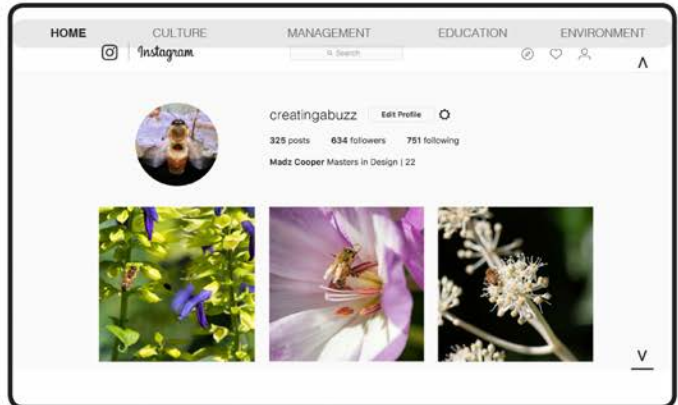 HOME CULTURE MANAGEMENT EDUCATION ENVIRONMENT
Instagram Search
creatingabuzz Edit Profile
325 posts 634 followers 751 following
Madz Cooper Masters in Design | 22